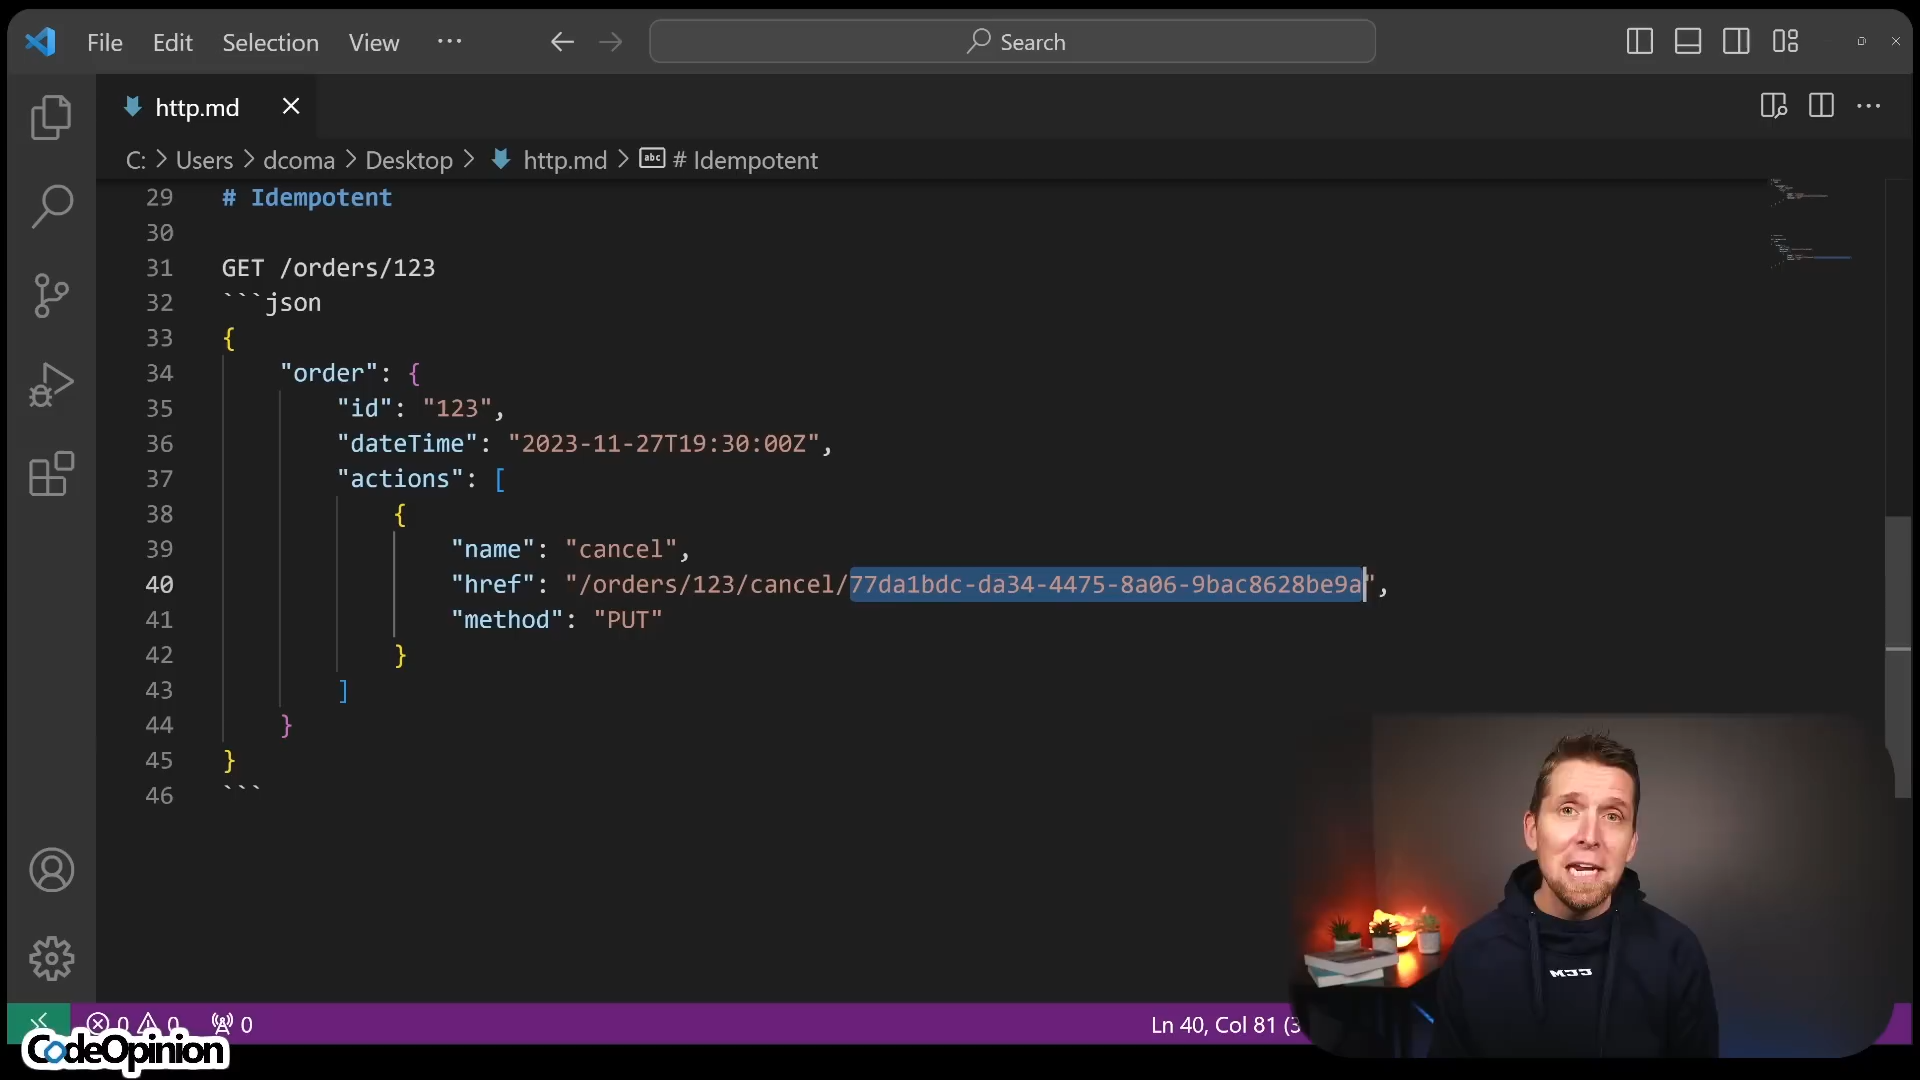 File Edit Selection View ··· Search
http.md
C: > Users > dcoma > Desktop > http.md > # Idempotent
29 # Idempotent
30
31 GET /orders/123
32 ```json
33 {
34 "order": {
35 "id": "123",
36 "dateTime": "2023-11-27T19:30:00Z",
37 "actions": [
38 {
39 "name": "cancel",
40 "href": "/orders/123/cancel/77da1bdc-da34-4475-8a06-9bac8628be9a",
41 "method": "PUT"
42 }
43 ]
44 }
45 }
46 ```
0 0 0 Ln 40, Col 81 (3
CodeOpinion